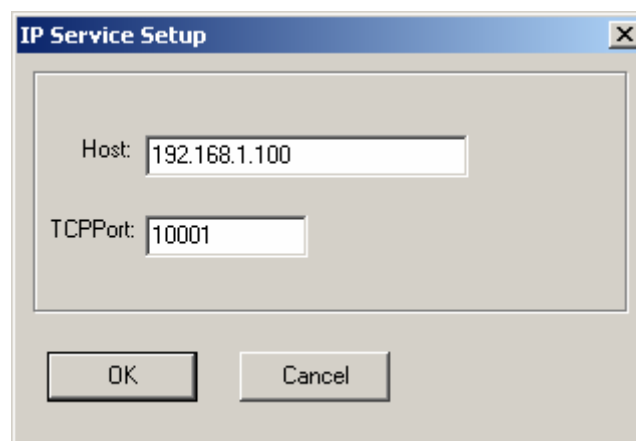 IP Service Setup
Host: 192.168.1.100
TCPPort: 10001
OK Cancel